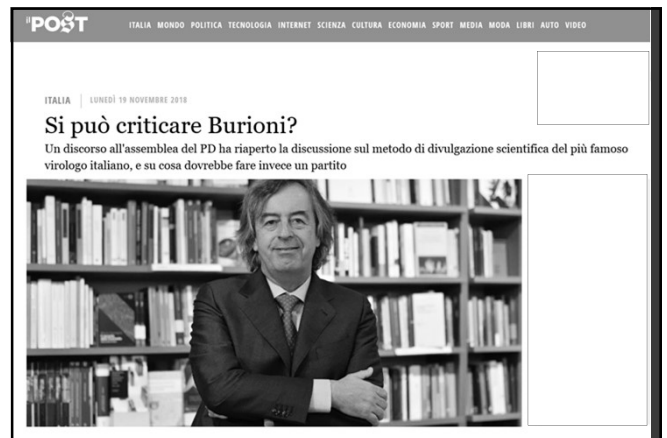 il POST ITALIA MONDO POLITICA TECNOLOGIA INTERNET SCIENZA CULTURA ECONOMIA SPORT MEDIA MODA LIBRI AUTO VIDEO
ITALIA | LUNEDÌ 19 NOVEMBRE 2018
Si può criticare Burioni?
Un discorso all'assemblea del PD ha riaperto la discussione sul metodo di divulgazione scientifica del più famoso
virologo italiano, e su cosa dovrebbe fare invece un partito